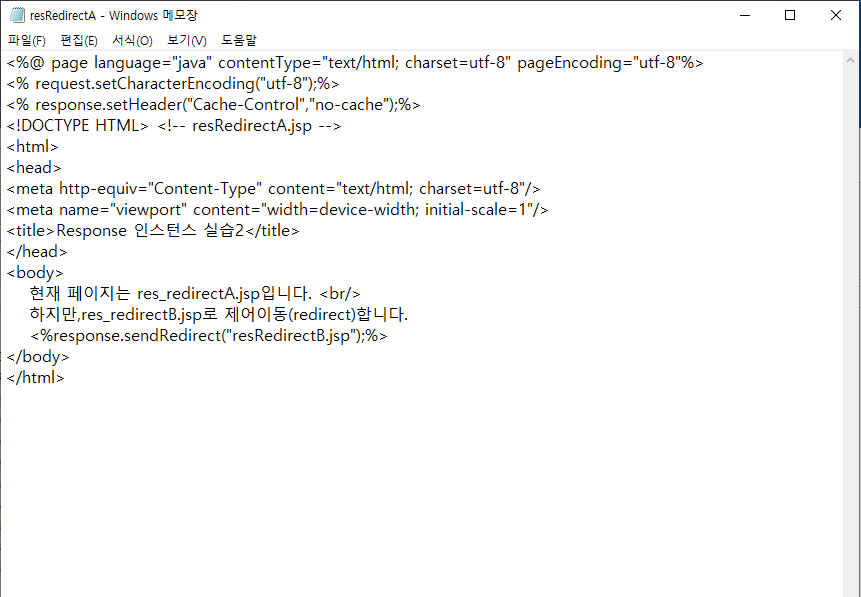 resRedirectA - Windows 메모장
파일(F) 편집(E) 서식(O) 보기(V) 도움말
<%@ page language="java" contentType="text/html; charset=utf-8" pageEncoding="utf-8"%>
<% request.setCharacterEncoding("utf-8");%>
<% response.setHeader("Cache-Control","no-cache");%>
<!DOCTYPE HTML> <!-- resRedirectA.jsp -->
<html>
<head>
<meta http-equiv="Content-Type" content="text/html; charset=utf-8"/>
<meta name="viewport" content="width=device-width; initial-scale=1"/>
<title>Response 인스턴스 실습2</title>
</head>
<body>
현재 페이지는 res_redirectA.jsp입니다. <br/>
하지만,res_redirectB.jsp로 제어이동(redirect)합니다.
<%response.sendRedirect("resRedirectB.jsp");%>
</body>
</html>